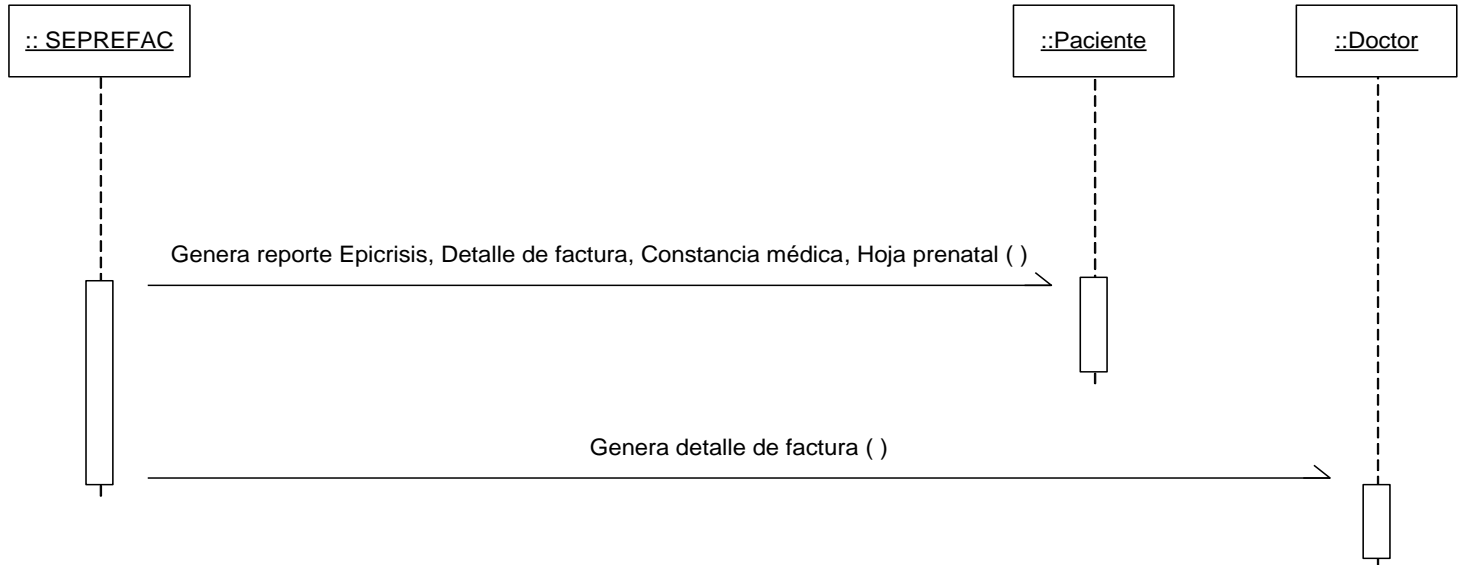 :: SEPREFAC
::Paciente
::Doctor
Genera reporte Epicrisis, Detalle de factura, Constancia médica, Hoja prenatal ( )
Genera detalle de factura ( )